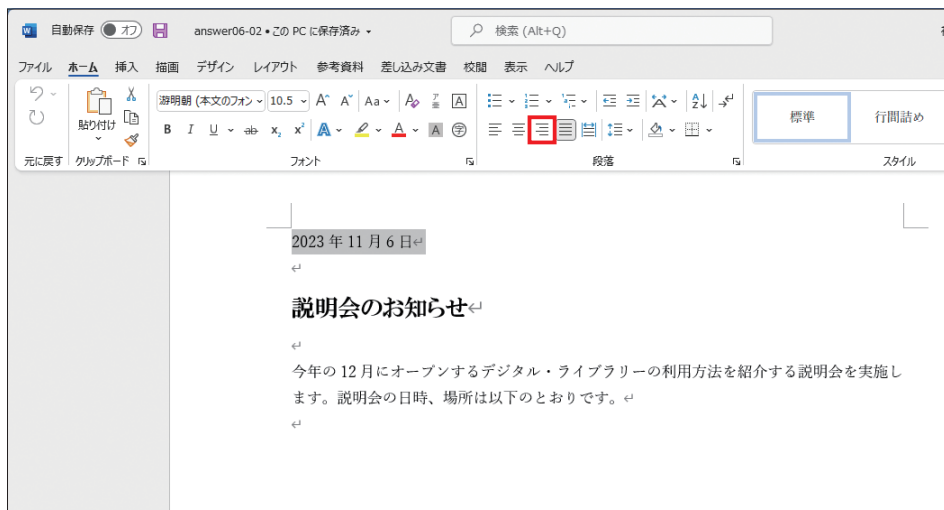 自動保存 オフ answer06-02 • この PC に保存済み 検索 (Alt+Q)
ファイル ホーム 挿入 描画 デザイン レイアウト 参考資料 差し込み文書 校閲 表示 ヘルプ
貼り付け 游明朝 (本文のフォン 10.5 A A Aa A ア亜 A
B I U ab x₂ x² A A A 字 標準 行間詰め
元に戻す クリップボード フォント 段落 スタイル
2023 年 11 月 6 日↵
↵
説明会のお知らせ↵
↵
今年の 12 月にオープンするデジタル・ライブラリーの利用方法を紹介する説明会を実施し
ます。説明会の日時、場所は以下のとおりです。↵
↵